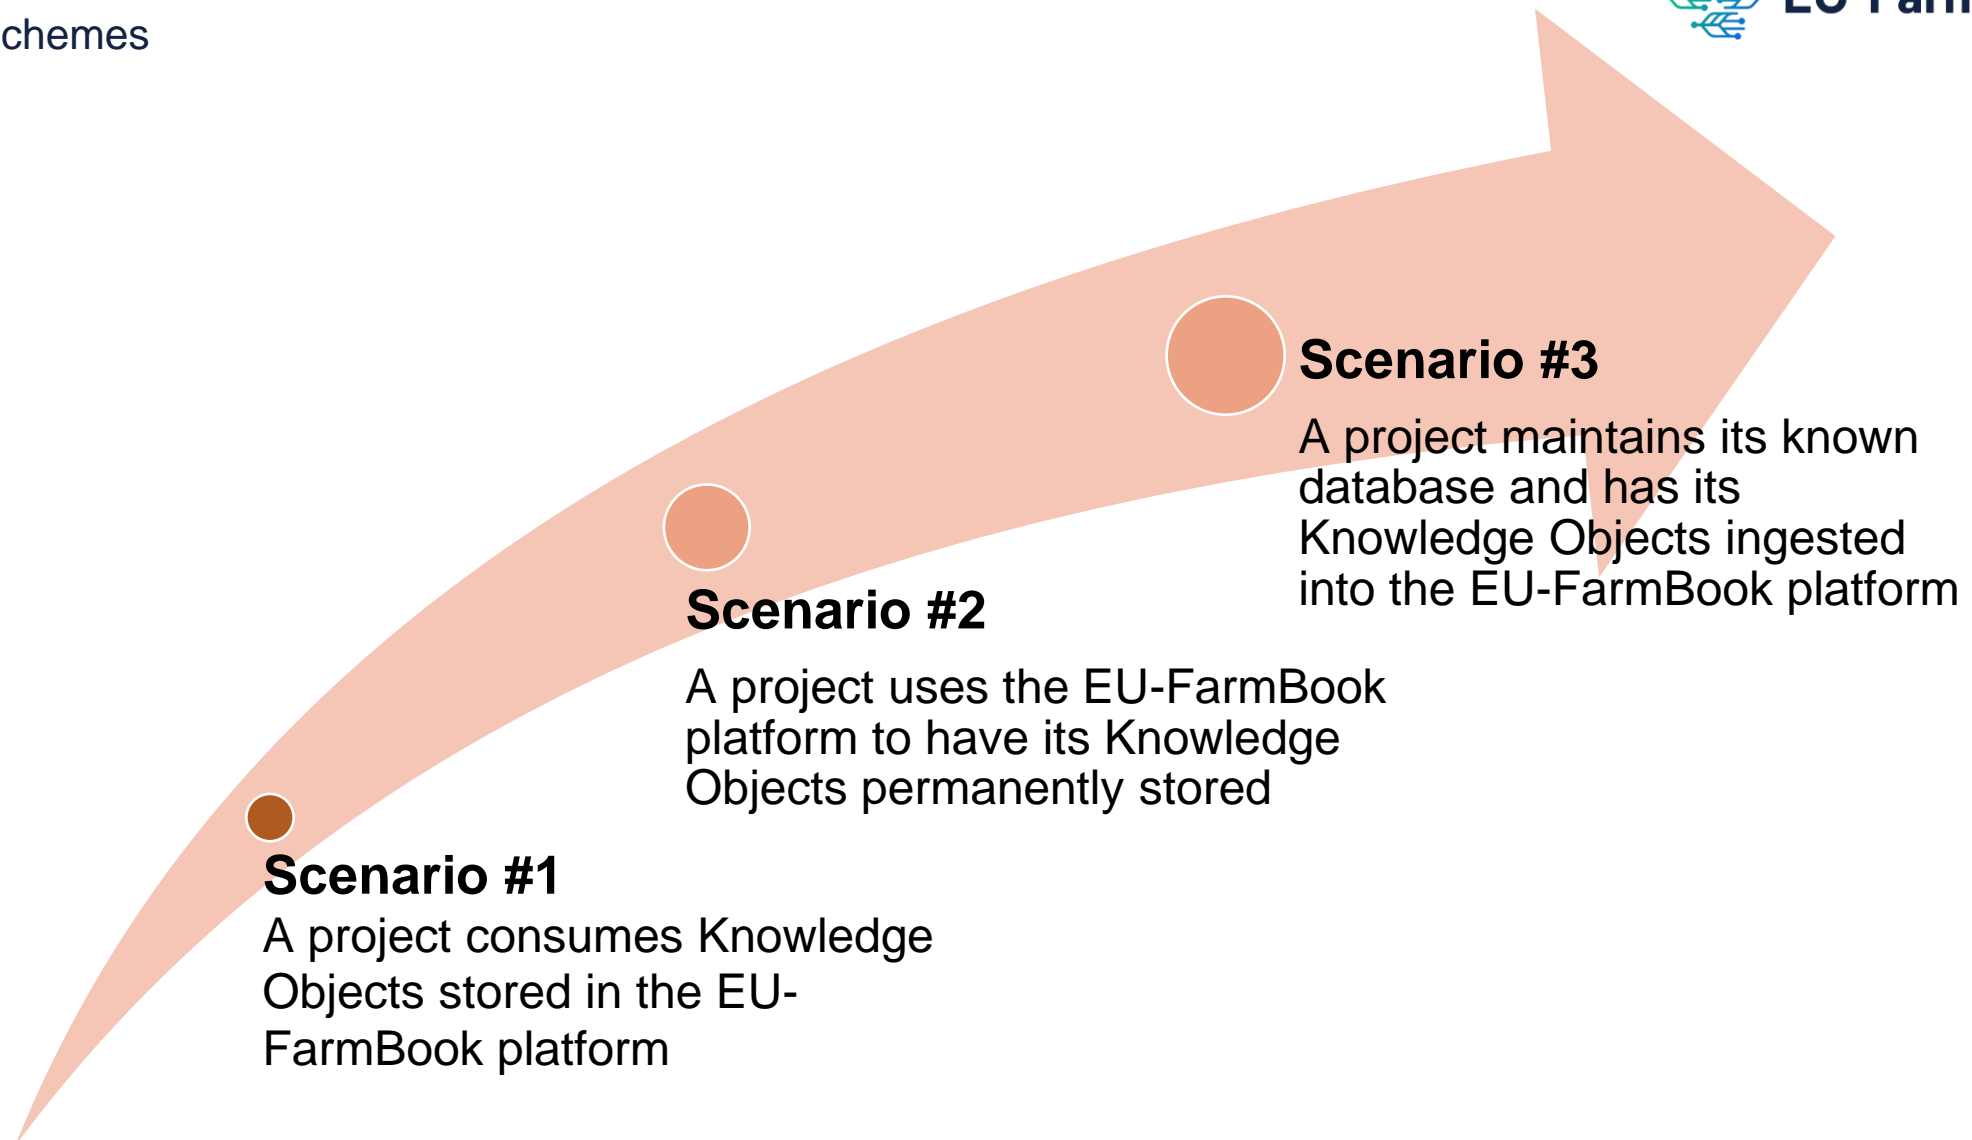 chemes
Scenario #3
A project maintains its known
database and has its
Knowledge Objects ingested
into the EU-FarmBook platform
Scenario #2
A project uses the EU-FarmBook
platform to have its Knowledge
Objects permanently stored
Scenario #1
A project consumes Knowledge
Objects stored in the EU-
FarmBook platform